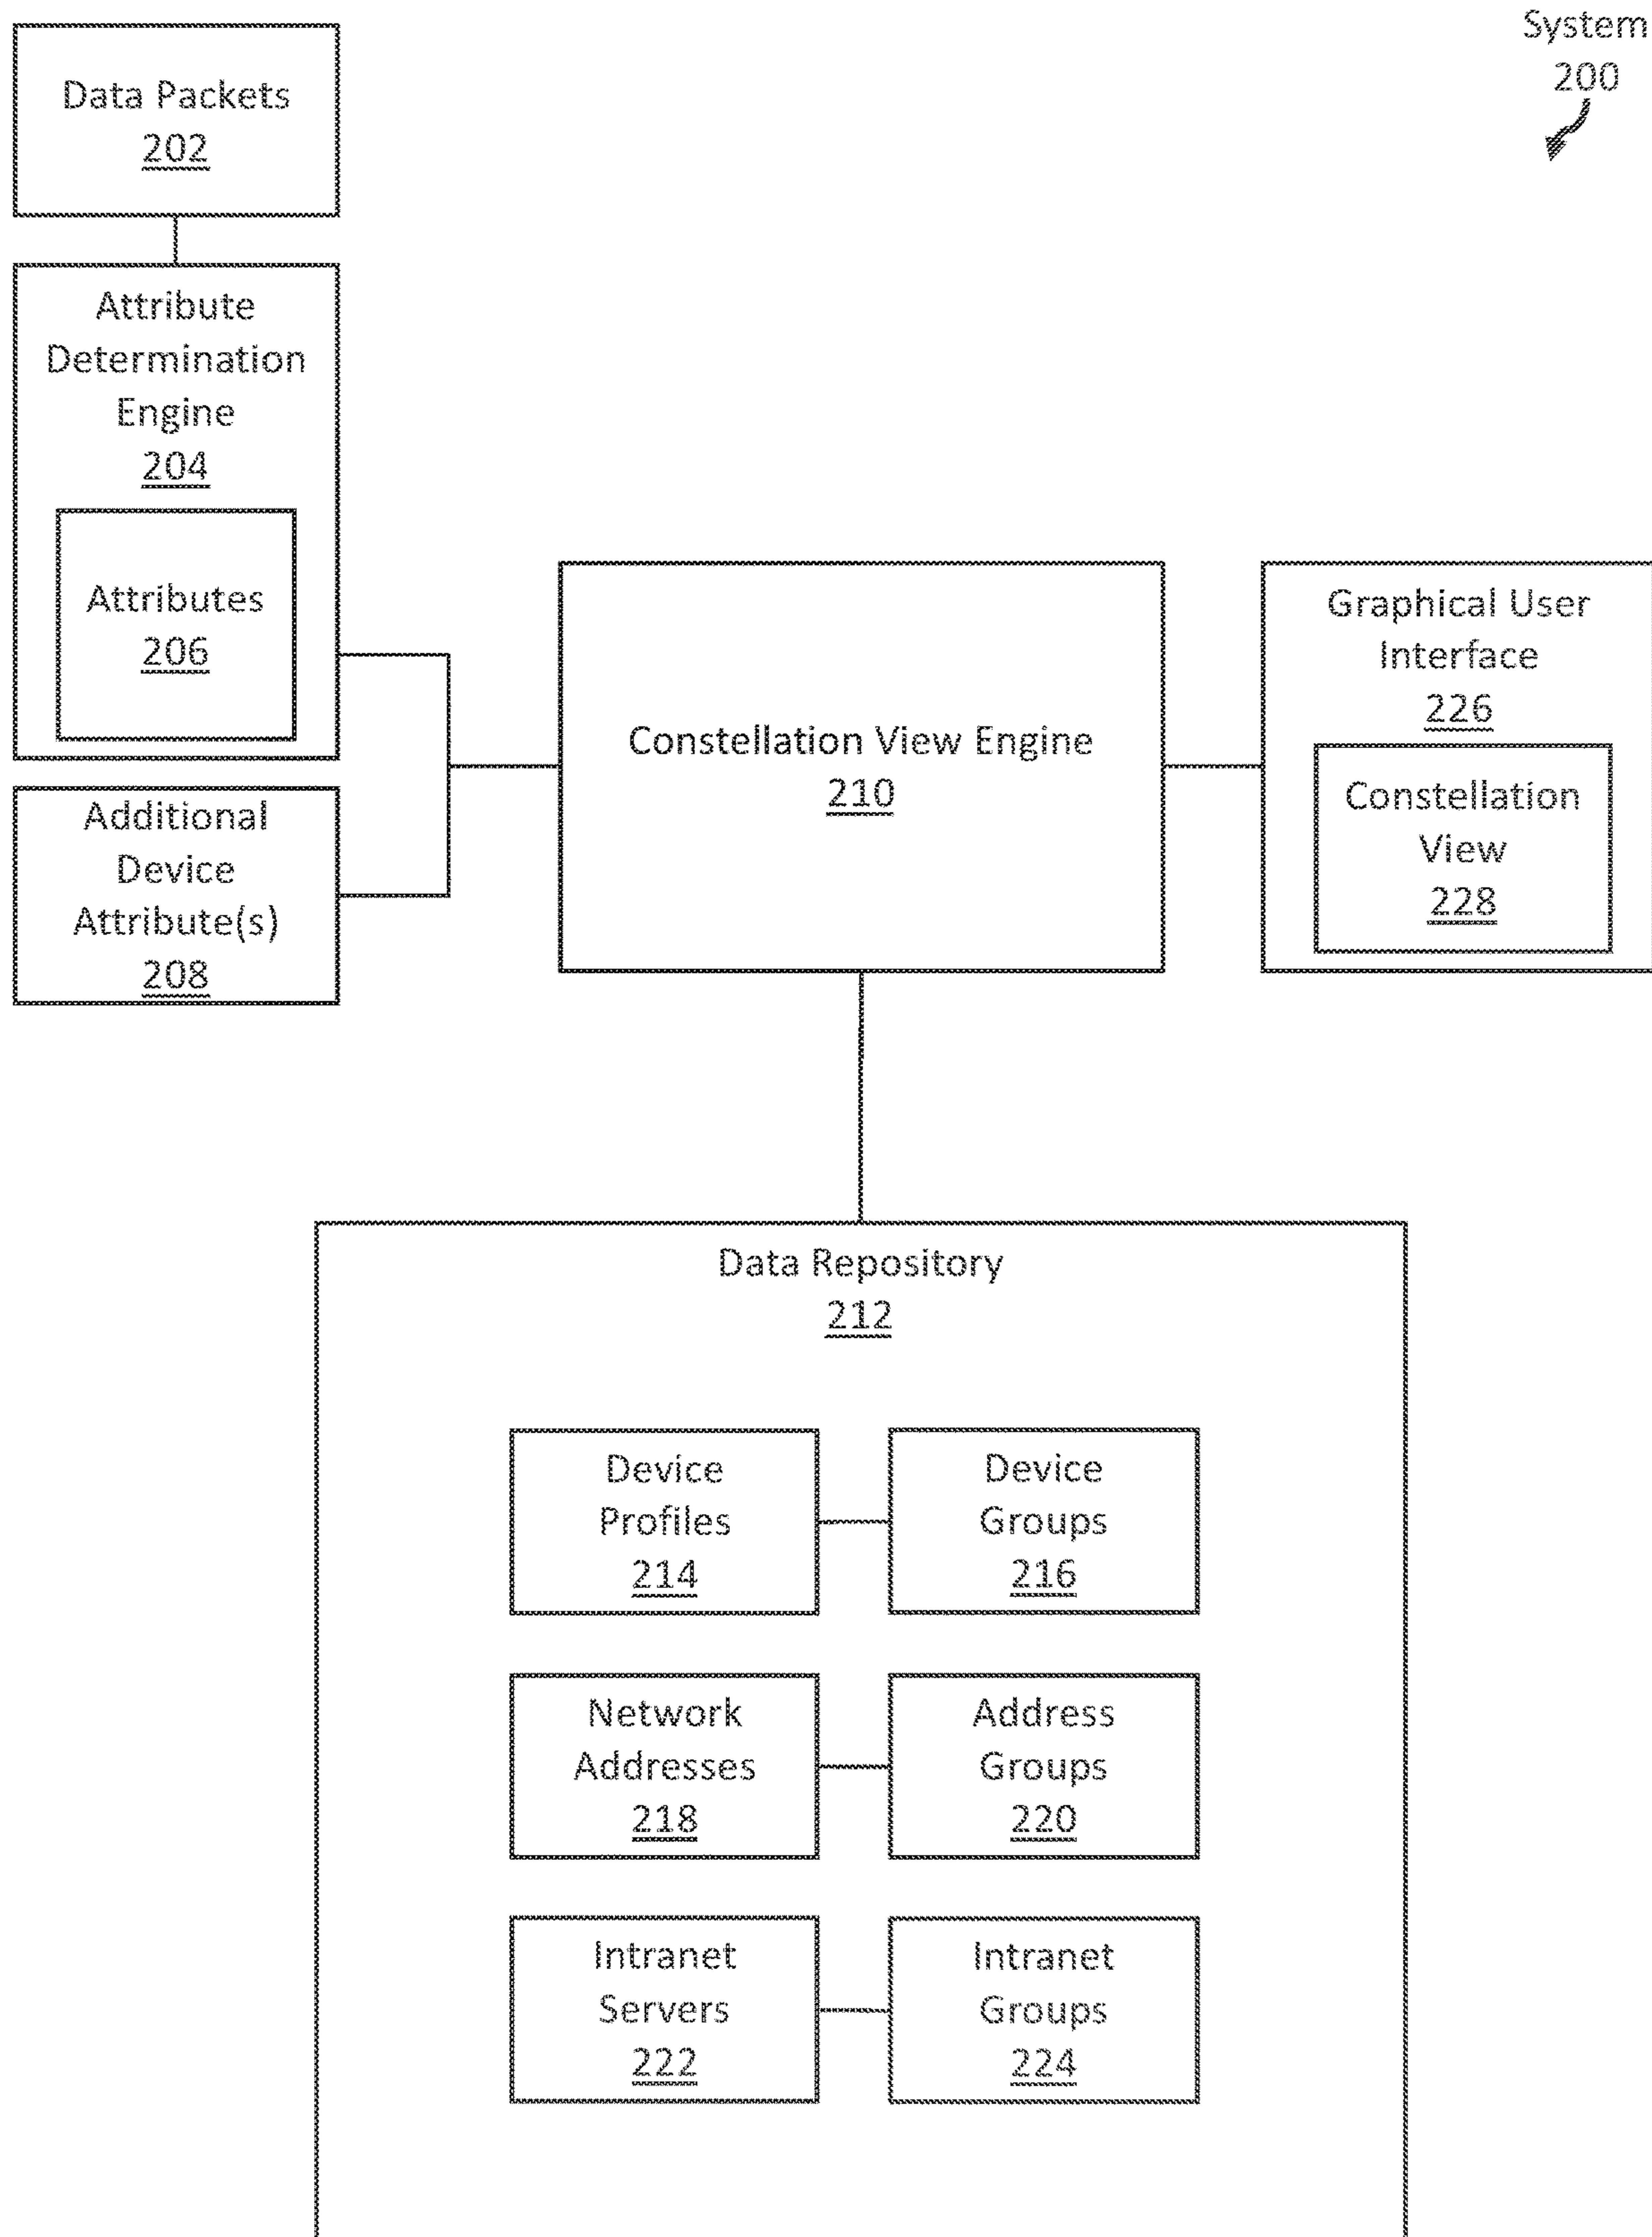 System
200
Data Packets
202
Attribute
Determination
Engine
204
Attributes
206
Additional
Device
Attribute(s)
208
Constellation View Engine
210
Graphical User
Interface
226
Constellation
View
228
Data Repository
212
Device
Profiles
214
Device
Groups
216
Network
Addresses
218
Address
Groups
220
Intranet
Servers
222
Intranet
Groups
224